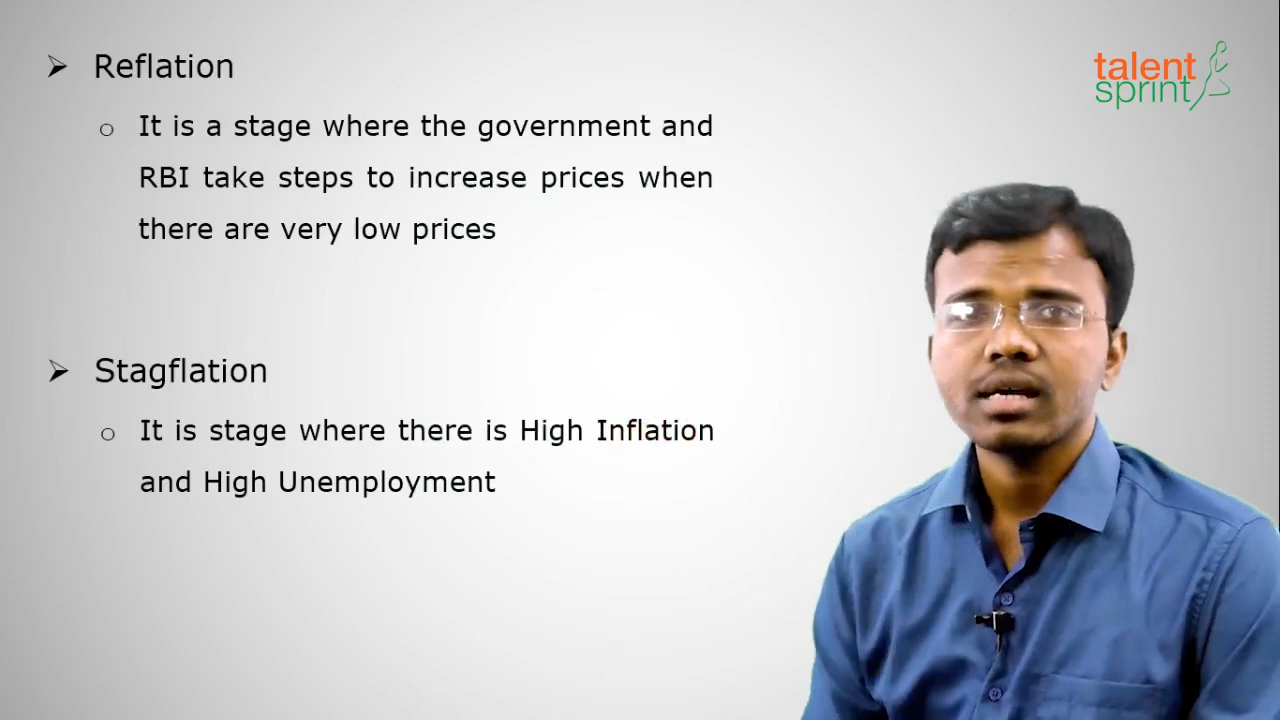 Reflation
It is a stage where the government and
RBI take steps to increase prices when
there are very low prices
Stagflation
It is stage where there is High Inflation
and High Unemployment
talent
sprint